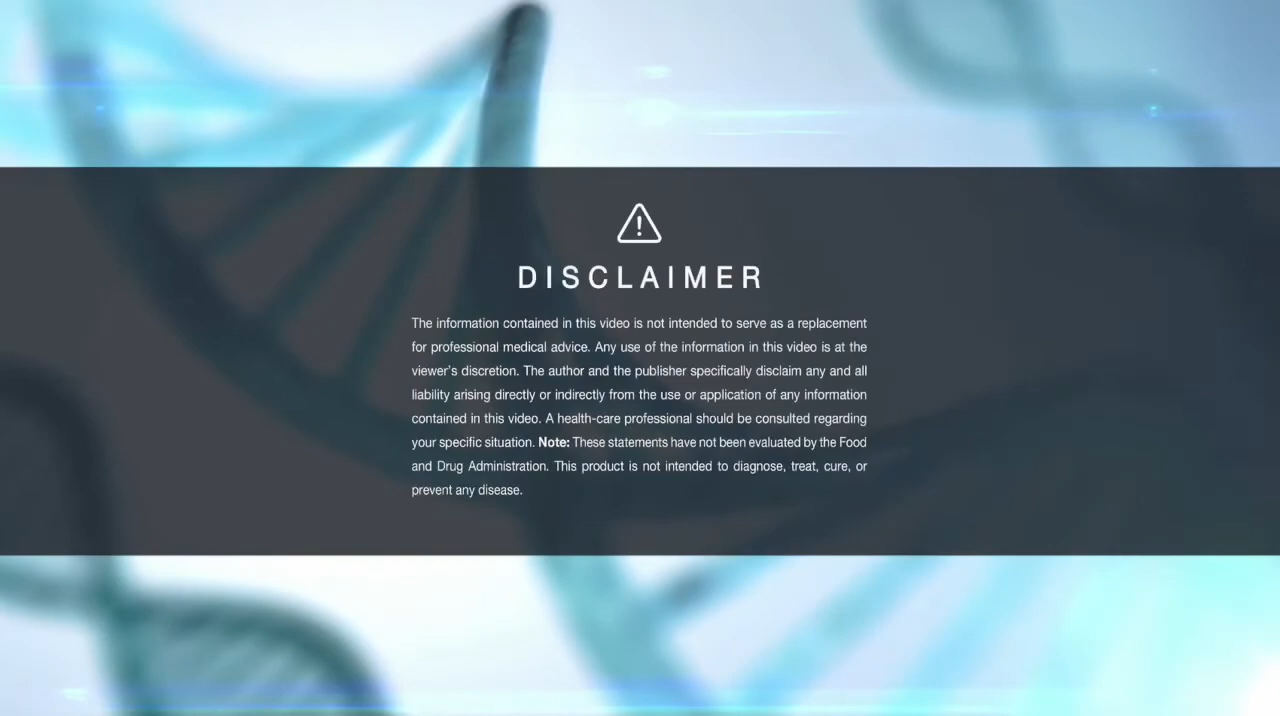 DISCLAIMER
The information contained in this video is not intended to serve as a replacement
for professional medical advice. Any use of the information in this video is at the
viewer's discretion. The author and the publisher specifically disclaim any and all
liability arising directly or indirectly from the use or application of any information
contained in this video. A health-care professional should be consulted regarding
your specific situation. Note: These statements have not been evaluated by the Food
and Drug Administration. This product is not intended to diagnose, treat, cure, or
prevent any disease.